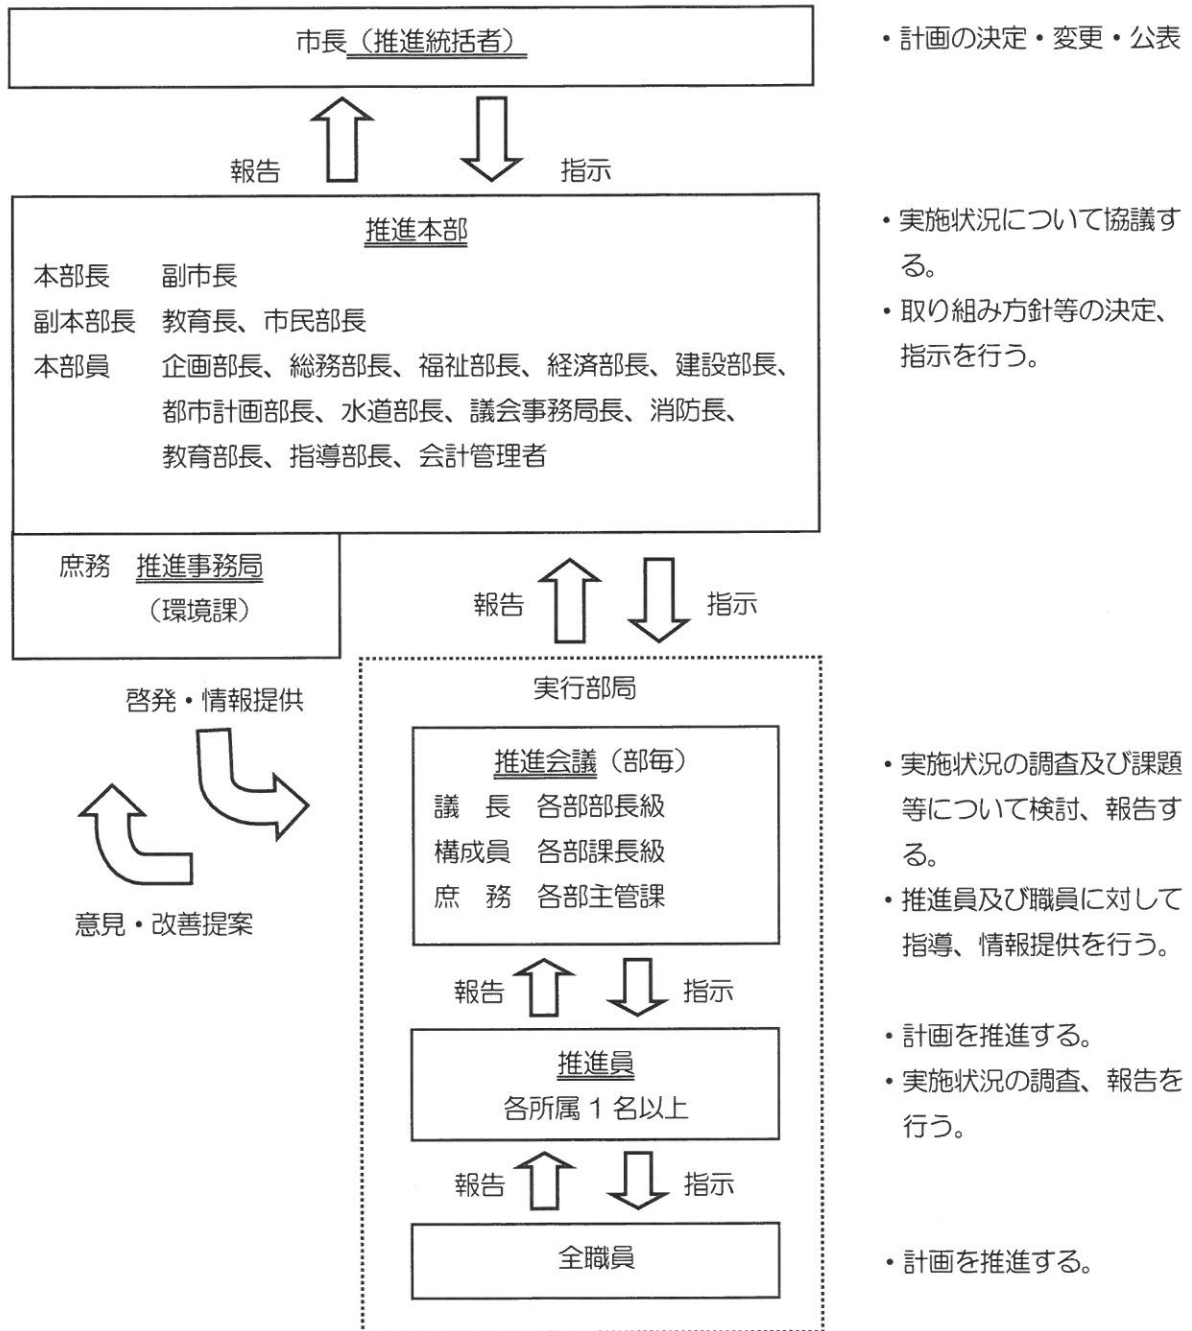 市長（推進統括者）
・計画の決定・変更・公表
報告
指示
推進本部
本部長　副市長
副本部長　教育長、市民部長
本部員　企画部長、総務部長、福祉部長、経済部長、建設部長、
都市計画部長、水道部長、議会事務局長、消防長、
教育部長、指導部長、会計管理者
・実施状況について協議す
る。
・取り組み方針等の決定、
指示を行う。
庶務　推進事務局
（環境課）
報告
指示
啓発・情報提供
意見・改善提案
実行部局
推進会議（部毎）
議　長　各部部長級
構成員　各部課長級
庶　務　各部主管課
・実施状況の調査及び課題
等について検討、報告す
る。
・推進員及び職員に対して
指導、情報提供を行う。
報告
指示
推進員
各所属１名以上
・計画を推進する。
・実施状況の調査、報告を
行う。
報告
指示
全職員
・計画を推進する。